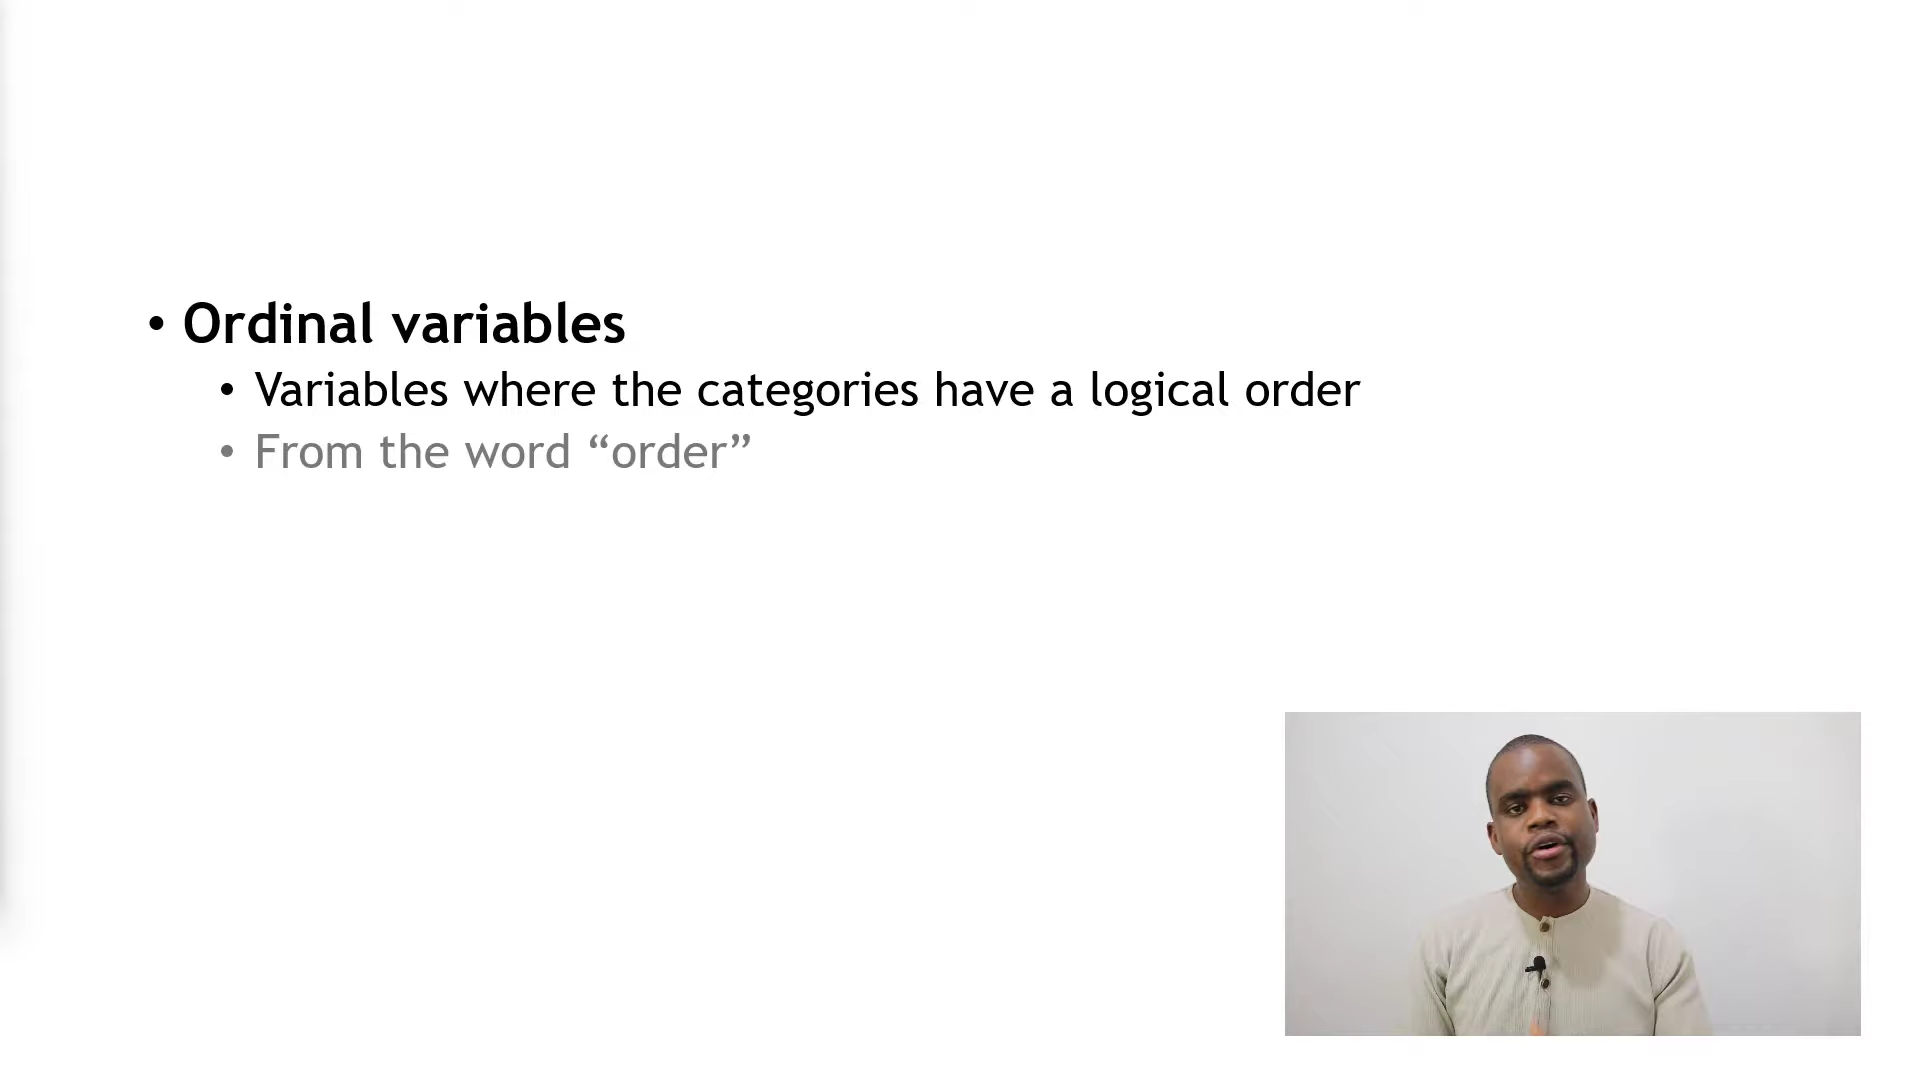 • Ordinal variables
• Variables where the categories have a logical order
• From the word “order”